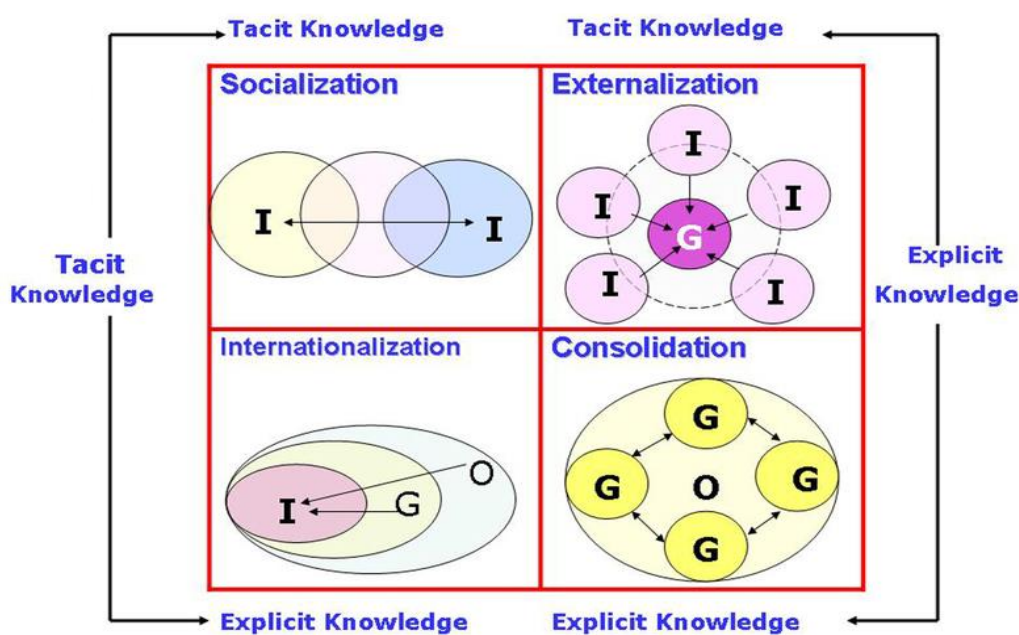 Tacit Knowledge
Tacit Knowledge
Socialization
Externalization
I
I
I
I
I
G
I
I
Tacit
Knowledge
Explicit
Knowledge
Internationalization
Consolidation
I
G
O
G
G
O
G
G
Explicit Knowledge
Explicit Knowledge